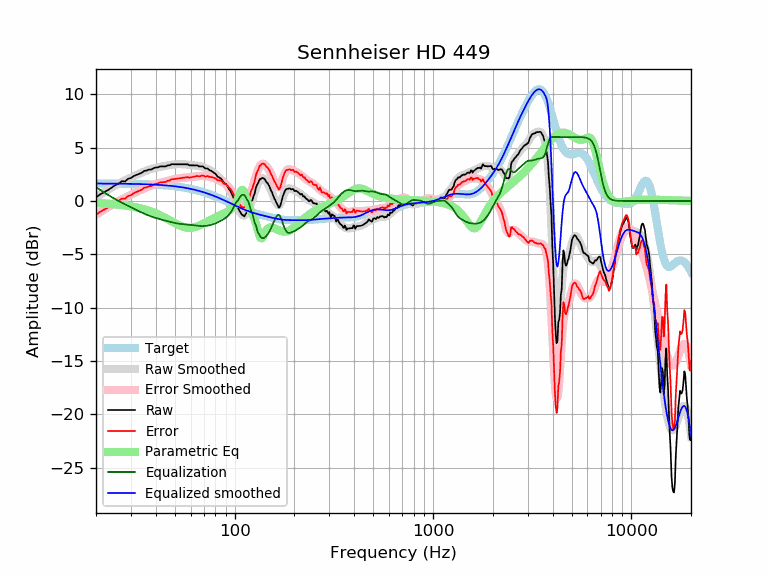 Sennheiser HD 449
Amplitude (dBr)
10
5
0
−5
−10
−15
−20
−25
Target
Raw Smoothed
Error Smoothed
Raw
Error
Parametric Eq
Equalization
Equalized smoothed
100
1000
10000
Frequency (Hz)